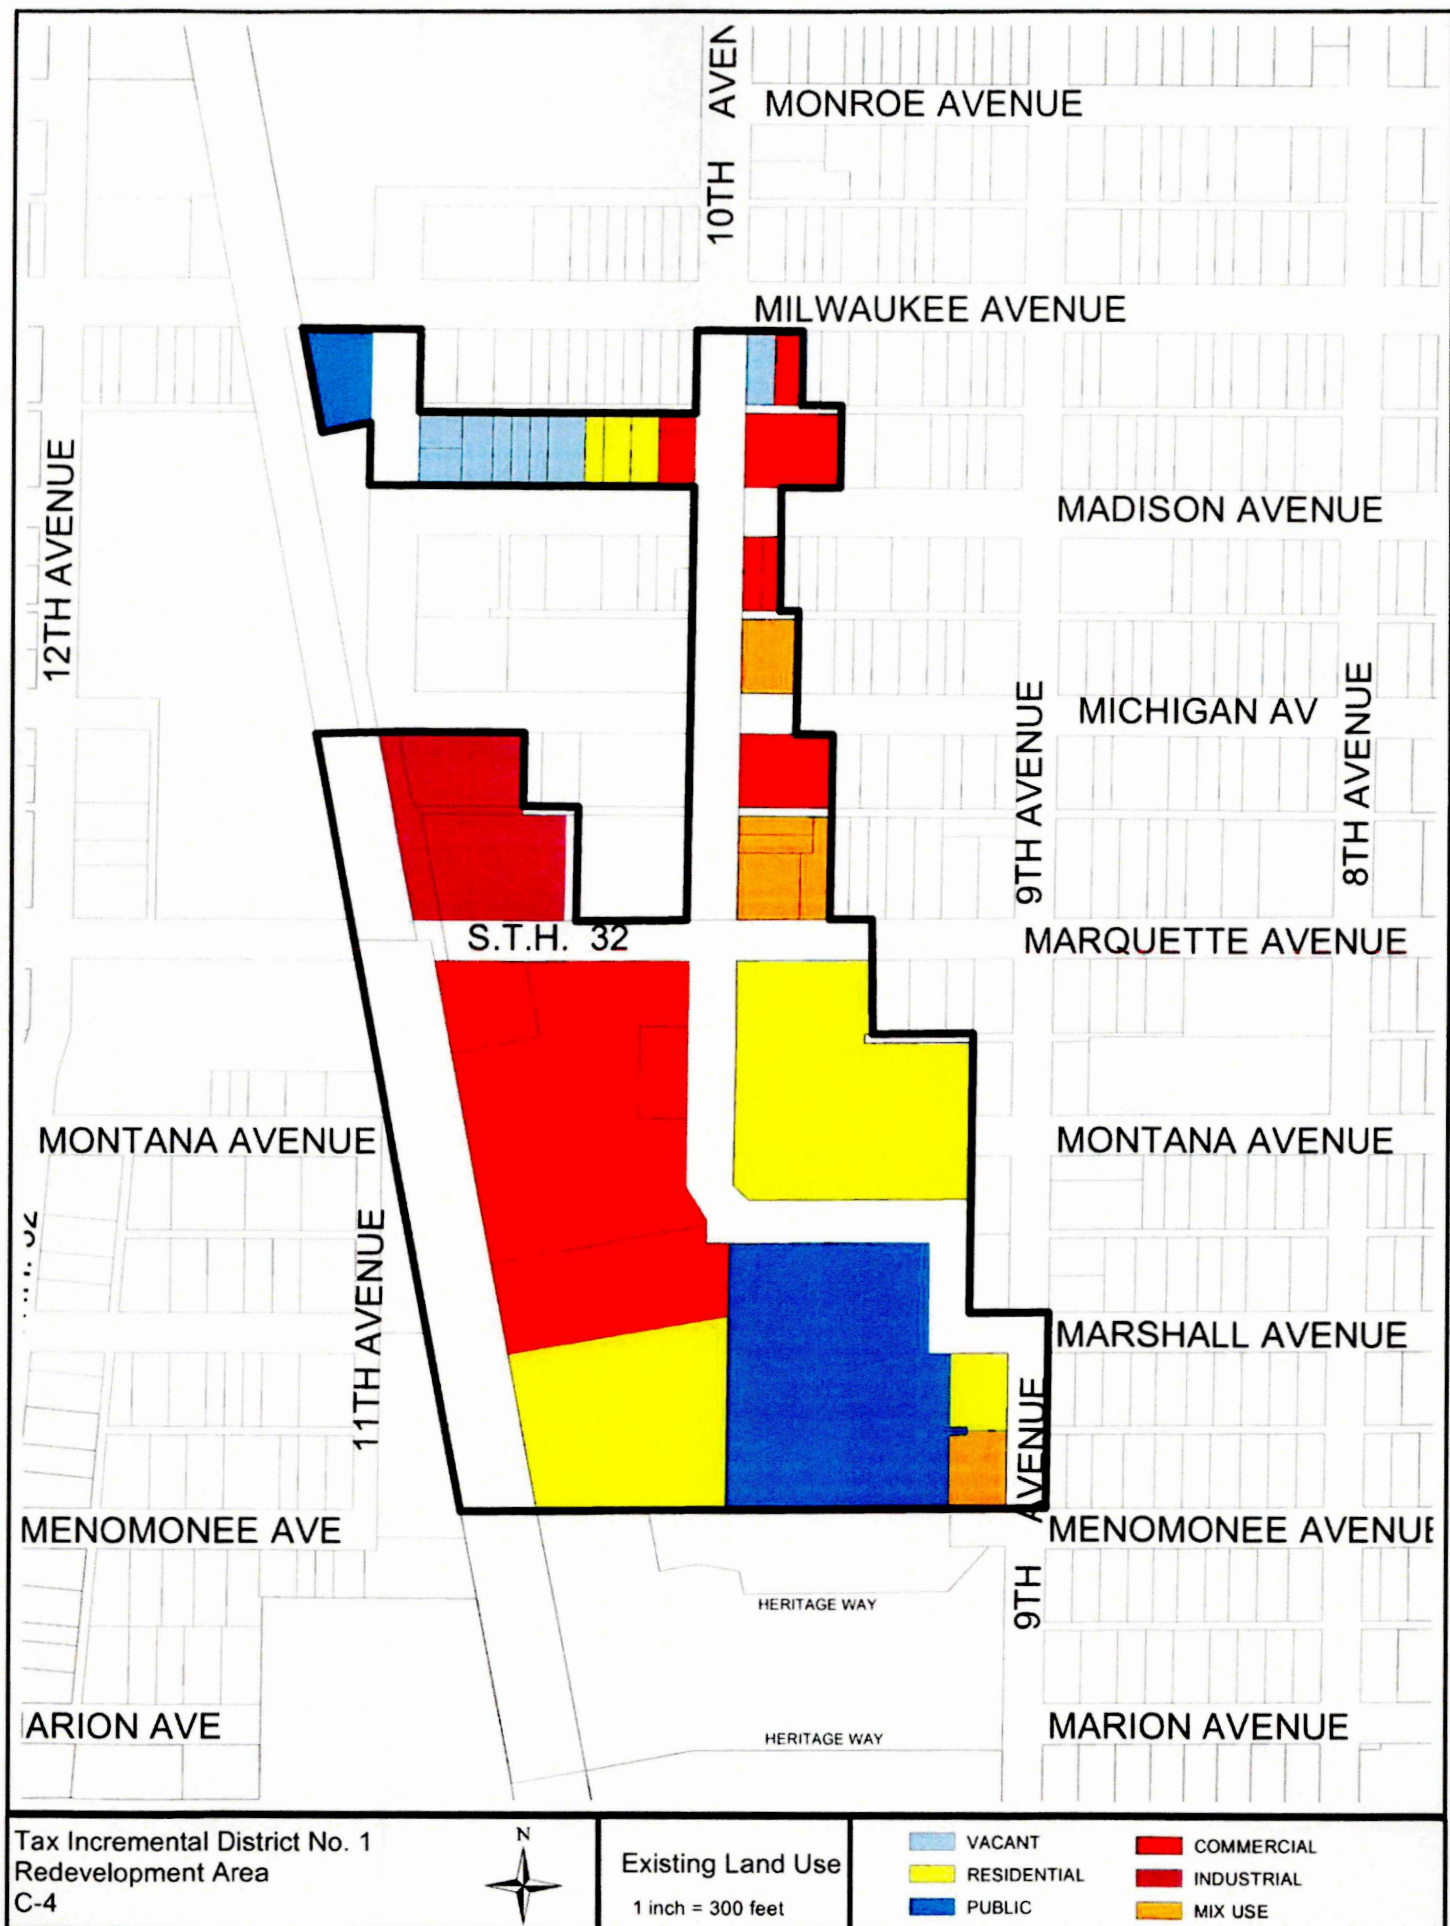 10TH AVEN
MONROE AVENUE
MILWAUKEE AVENUE
12TH AVENUE
MADISON AVENUE
MICHIGAN AV
9TH AVENUE
8TH AVENUE
S.T.H. 32
MARQUETTE AVENUE
MONTANA AVENUE
MONTANA AVENUE
11TH AVENUE
MARSHALL AVENUE
9TH AVENUE
MENOMONEE AVE
MENOMONEE AVENUE
HERITAGE WAY
ARION AVE
HERITAGE WAY
MARION AVENUE
Tax Incremental District No. 1
Redevelopment Area
C-4
N
Existing Land Use
1 inch = 300 feet
VACANT
RESIDENTIAL
PUBLIC
COMMERCIAL
INDUSTRIAL
MIX USE